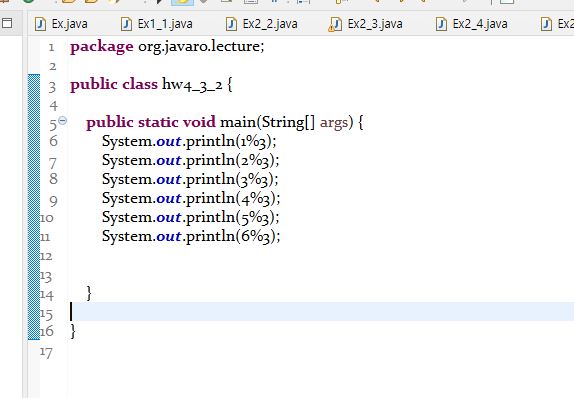 Ex.java Ex1_1.java Ex2_2.java Ex2_3.java Ex2_4.java
1 package org.javaro.lecture;
2
3 public class hw4_3_2 {
4
5 public static void main(String[] args) {
6 System.out.println(1%3);
7 System.out.println(2%3);
8 System.out.println(3%3);
9 System.out.println(4%3);
10 System.out.println(5%3);
11 System.out.println(6%3);
12
13
14 }
15
16 }
17